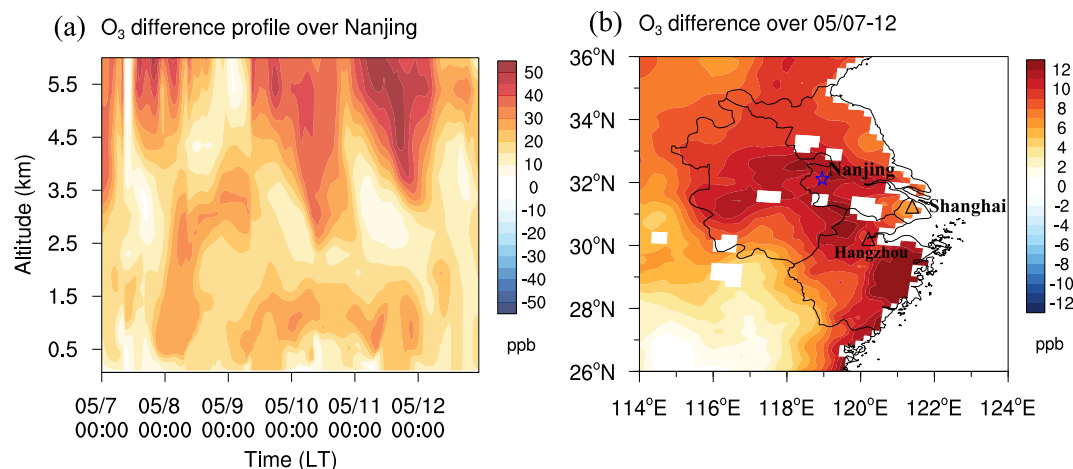 (a) O₃ difference profile over Nanjing
5.5
4.5
3.5
2.5
1.5
0.5
Altitude (km)
05/7 05/8 05/9 05/10 05/11 05/12
00:00 00:00 00:00 00:00 00:00 00:00
Time (LT)
50
40
30
20
10
0
-10
-20
-30
-40
-50
ppb
(b) O₃ difference over 05/07-12
36°N
34°N
32°N
30°N
28°N
26°N
114°E 116°E 118°E 120°E 122°E 124°E
Nanjing
Shanghai
Hangzhou
12
10
8
6
4
2
0
-2
-4
-6
-8
-10
-12
ppb